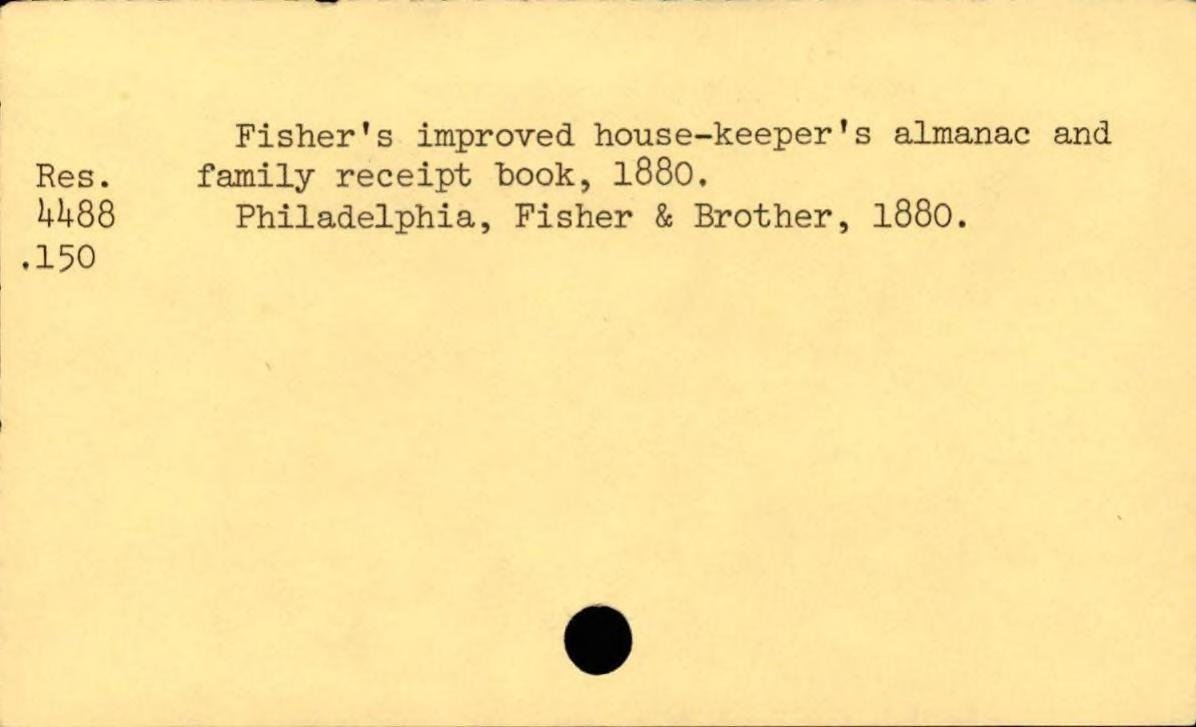 Fisher's improved house-keeper's almanac and
Res. family receipt book, 1880.
4488 Philadelphia, Fisher & Brother, 1880.
.150